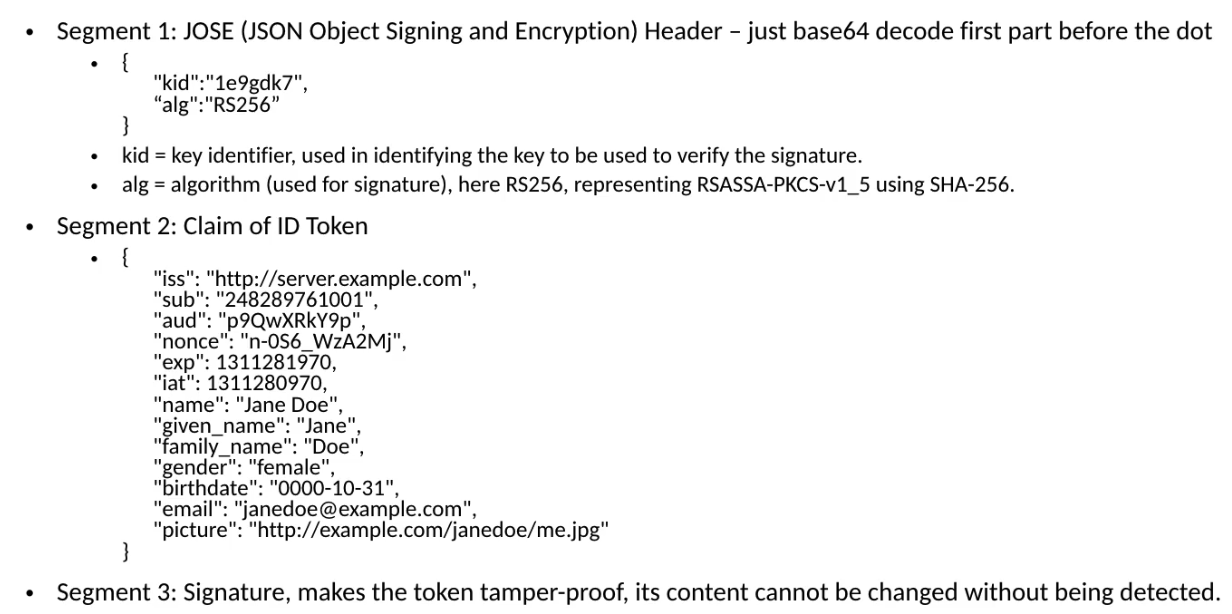 • Segment 1: JOSE (JSON Object Signing and Encryption) Header – just base64 decode first part before the dot
• {
"kid":"1e9gdk7",
“alg":"RS256”
}
• kid = key identifier, used in identifying the key to be used to verify the signature.
• alg = algorithm (used for signature), here RS256, representing RSASSA-PKCS-v1_5 using SHA-256.
• Segment 2: Claim of ID Token
• {
"iss": "http://server.example.com",
"sub": "248289761001",
"aud": "p9QwXRkY9p",
"nonce": "n-0S6_WzA2Mj",
"exp": 1311281970,
"iat": 1311280970,
"name": "Jane Doe",
"given_name": "Jane",
"family_name": "Doe",
"gender": "female",
"birthdate": "0000-10-31",
"email": "janedoe@example.com",
"picture": "http://example.com/janedoe/me.jpg"
}
• Segment 3: Signature, makes the token tamper-proof, its content cannot be changed without being detected.